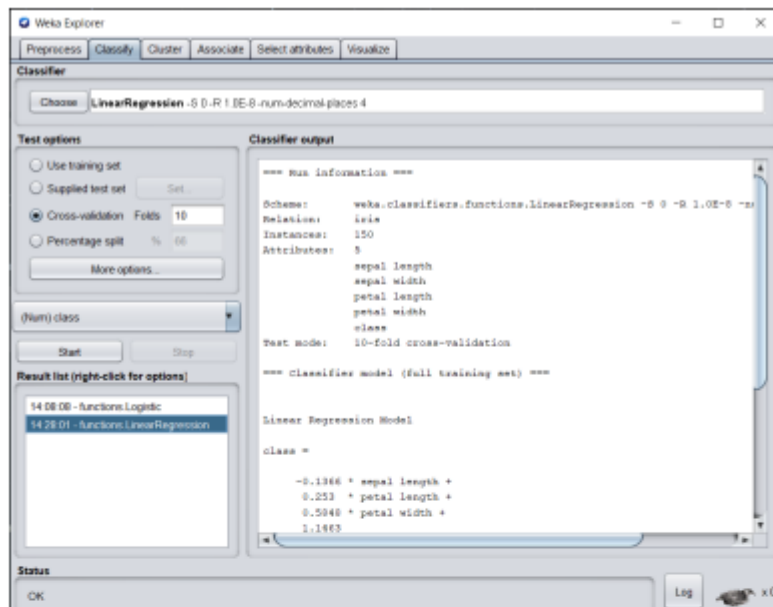 Weka Explorer
Preprocess Classify Cluster Associate Select attributes Visualize
Classifier
Choose LinearRegression -S 0 -R 1.0E-8 -num-decimal-places 4
Test options
Use training set
Supplied test set Set...
Cross-validation Folds 10
Percentage split % 66
More options...
(Num) class
Start Stop
Result list (right-click for options)
14:08:08 - functions.Logistic
14:28:01 - functions.LinearRegression
Classifier output
=== Run information ===
Scheme: weka.classifiers.functions.LinearRegression -S 0 -R 1.0E-8
Relation: iris
Instances: 150
Attributes: 5
sepal length
sepal width
petal length
petal width
class
Test mode: 10-fold cross-validation
=== Classifier model (full training set) ===
Linear Regression Model
class =
-0.1366 * sepal length +
0.253 * petal length +
0.5848 * petal width +
1.1463
Status
OK
Log